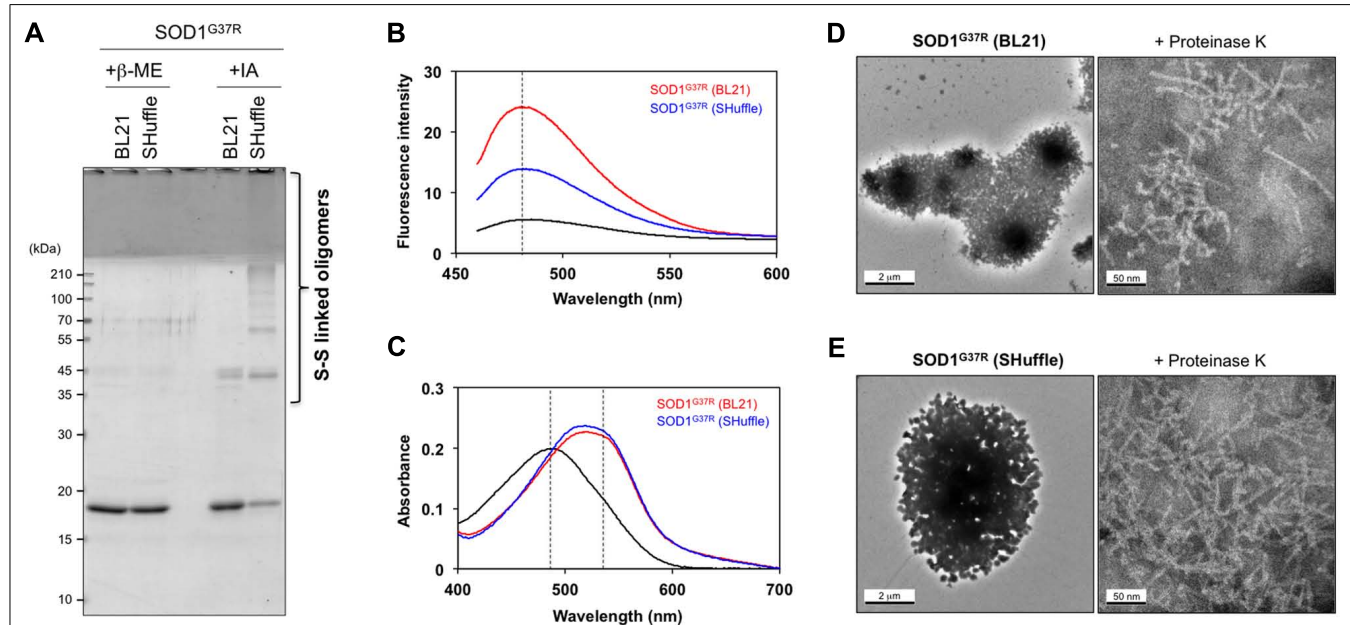 A
SOD1G37R
+β-ME
+IA
BL21
SHuffle
BL21
SHuffle
(kDa)
210
100
70
55
45
35
30
20
15
10
S-S linked oligomers
B
30
20
10
0
Fluorescence intensity
SOD1G37R (BL21)
SOD1G37R (SHuffle)
450
500
550
600
Wavelength (nm)
C
0.3
0.2
0.1
0
Absorbance
SOD1G37R (BL21)
SOD1G37R (SHuffle)
400
500
600
700
Wavelength (nm)
D
SOD1G37R (BL21)
+ Proteinase K
2 μm
50 nm
E
SOD1G37R (SHuffle)
+ Proteinase K
2 μm
50 nm